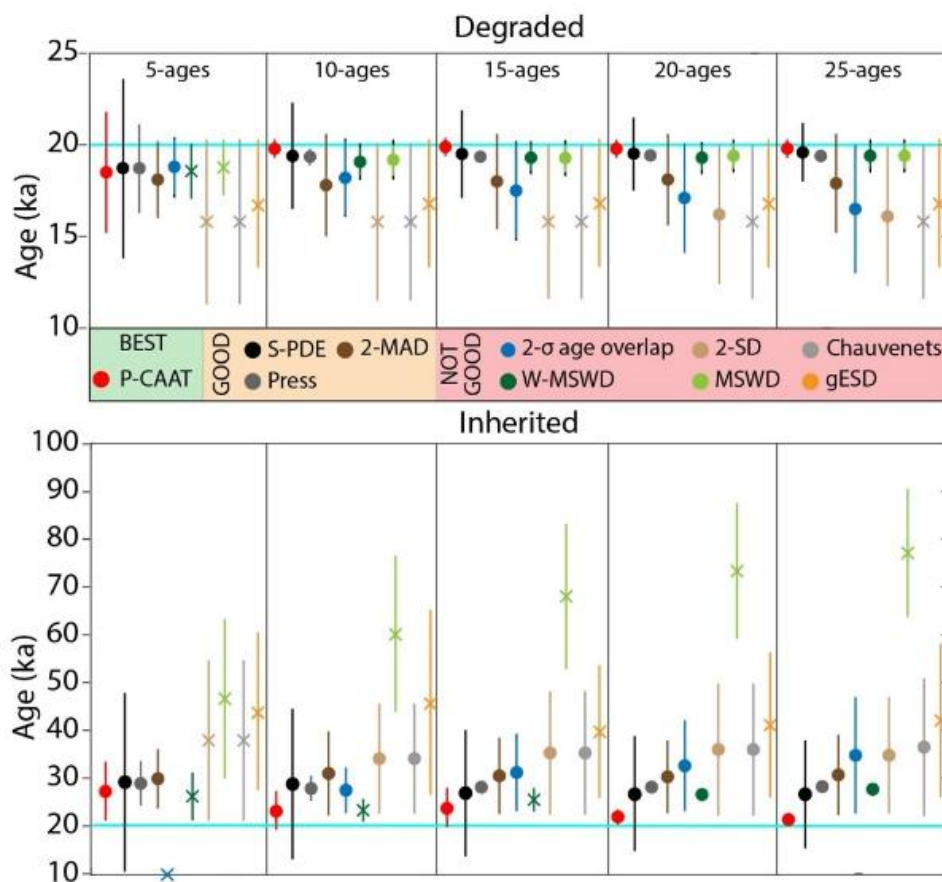 Degraded
25
5-ages 10-ages 15-ages 20-ages 25-ages
20
Age (ka)
15
10
BEST
P-CAAT
GOOD
S-PDE 2-MAD
Press
NOT GOOD
2-σ age overlap 2-SD Chauvenets
W-MSWD MSWD gESD
Inherited
100
90
80
70
60
Age (ka)
50
40
30
20
10